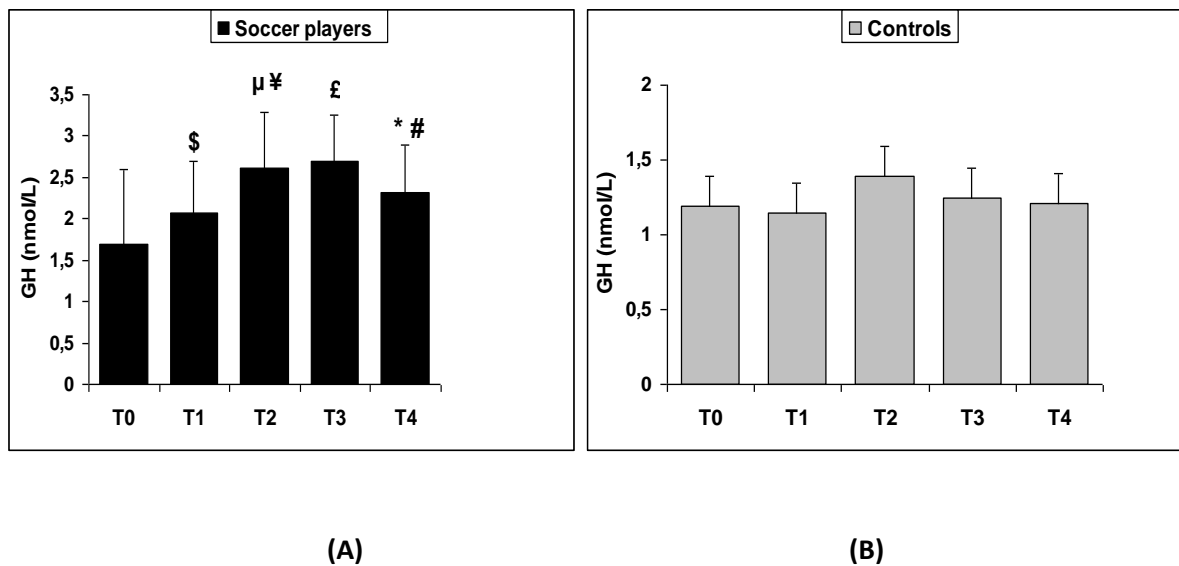 Soccer players
GH (nmol/L)
3,5
3
2,5
2
1,5
1
0,5
0
$
µ ¥
£
* #
T0 T1 T2 T3 T4
(A)
Controls
GH (nmol/L)
2
1,5
1
0,5
0
T0 T1 T2 T3 T4
(B)